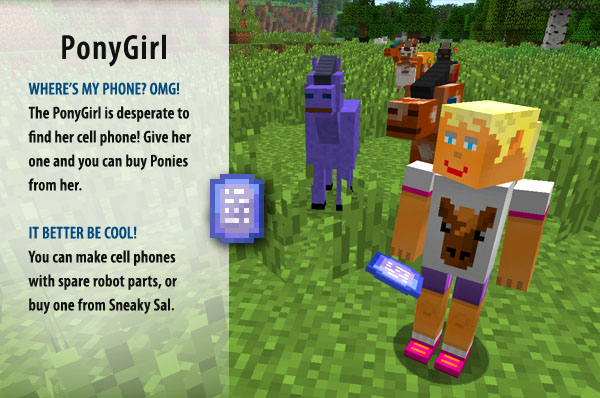 PonyGirl
WHERE'S MY PHONE? OMG!
The PonyGirl is desperate to
find her cell phone! Give her
one and you can buy Ponies
from her.
IT BETTER BE COOL!
You can make cell phones
with spare robot parts, or
buy one from Sneaky Sal.